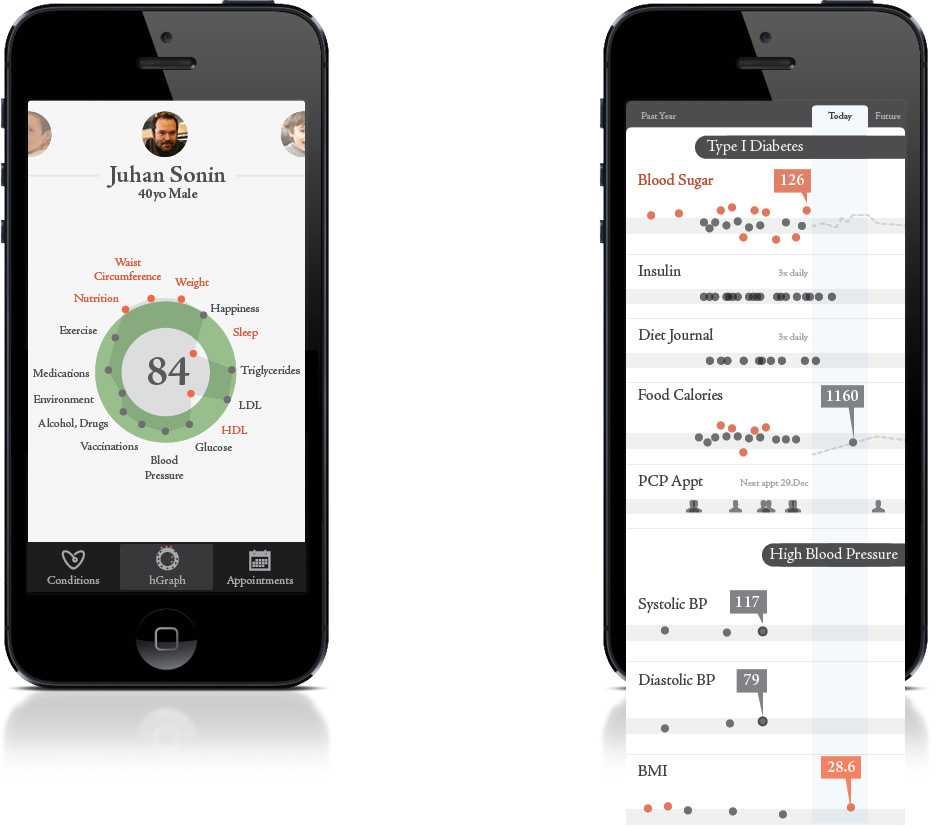 Juhan Sonin
40yo Male
Waist
Circumference
Weight
Nutrition
Happiness
Exercise
Sleep
84
Medications
Triglycerides
Environment
LDL
Alcohol, Drugs
HDL
Vaccinations
Glucose
Blood
Pressure
Conditions
hGraph
Appointments
Past Year
Today
Future
Type I Diabetes
Blood Sugar
126
Insulin
3x daily
Diet Journal
3x daily
Food Calories
1160
PCP Appt
Next appt 29.Dec
High Blood Pressure
Systolic BP
117
Diastolic BP
79
BMI
28.6